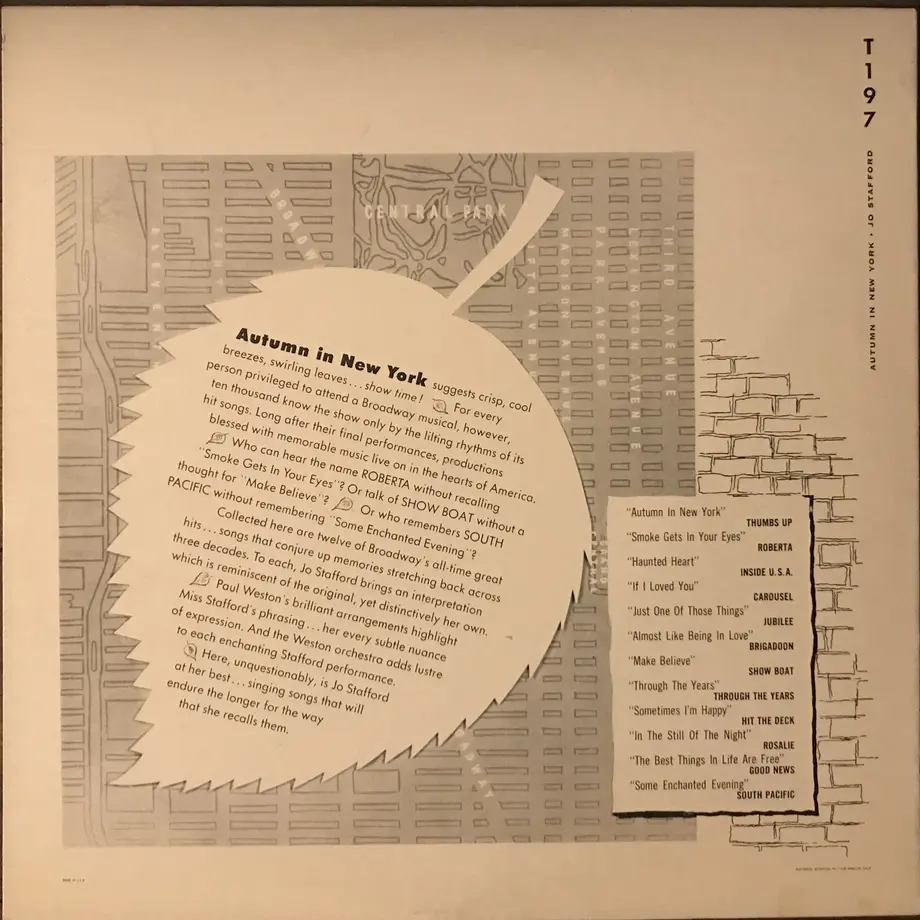 T
1
9
7
AUTUMN IN NEW YORK • JO STAFFORD
BROADW
CENTRAL PARK
ELEVEN
FIFTH AVEN
MADISON AVENUE
PARK AVENUE
LEXINGTON AVENUE
THIRD AVENUE
Autumn in New York suggests crisp, cool
breezes, swirling leaves...show time! For every
person privileged to attend a Broadway musical, however,
ten thousand know the show only by the lilting rhythms of its
hit songs. Long after their final performances, productions
blessed with memorable music live on in the hearts of America.
Who can hear the name ROBERTA without recalling
"Smoke Gets In Your Eyes"? Or talk of SHOW BOAT without a
thought for "Make Believe"? Or who remembers SOUTH
PACIFIC without remembering "Some Enchanted Evening"?
Collected here are twelve of Broadway's all-time great
hits...songs that conjure up memories stretching back across
three decades. To each, Jo Stafford brings an interpretation
which is reminiscent of the original, yet distinctively her own.
Paul Weston's brilliant arrangements highlight
Miss Stafford's phrasing...her every subtle nuance
of expression. And the Weston orchestra adds lustre
to each enchanting Stafford performance.
Here, unquestionably, is Jo Stafford
at her best...singing songs that will
endure the longer for the way
that she recalls them.
ADWAY
"Autumn In New York"
THUMBS UP
"Smoke Gets In Your Eyes"
ROBERTA
"Haunted Heart"
INSIDE U.S.A.
"If I Loved You"
CAROUSEL
"Just One Of Those Things"
JUBILEE
"Almost Like Being In Love"
BRIGADOON
"Make Believe"
SHOW BOAT
"Through The Years"
THROUGH THE YEARS
"Sometimes I'm Happy"
HIT THE DECK
"In The Still Of The Night"
ROSALIE
"The Best Things In Life Are Free"
GOOD NEWS
"Some Enchanted Evening"
SOUTH PACIFIC